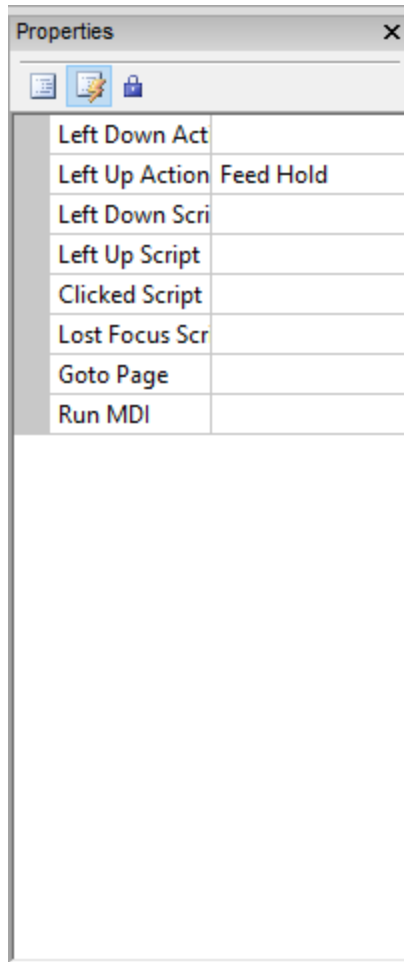 Properties
Left Down Act
Left Up Action Feed Hold
Left Down Scri
Left Up Script
Clicked Script
Lost Focus Scr
Goto Page
Run MDI